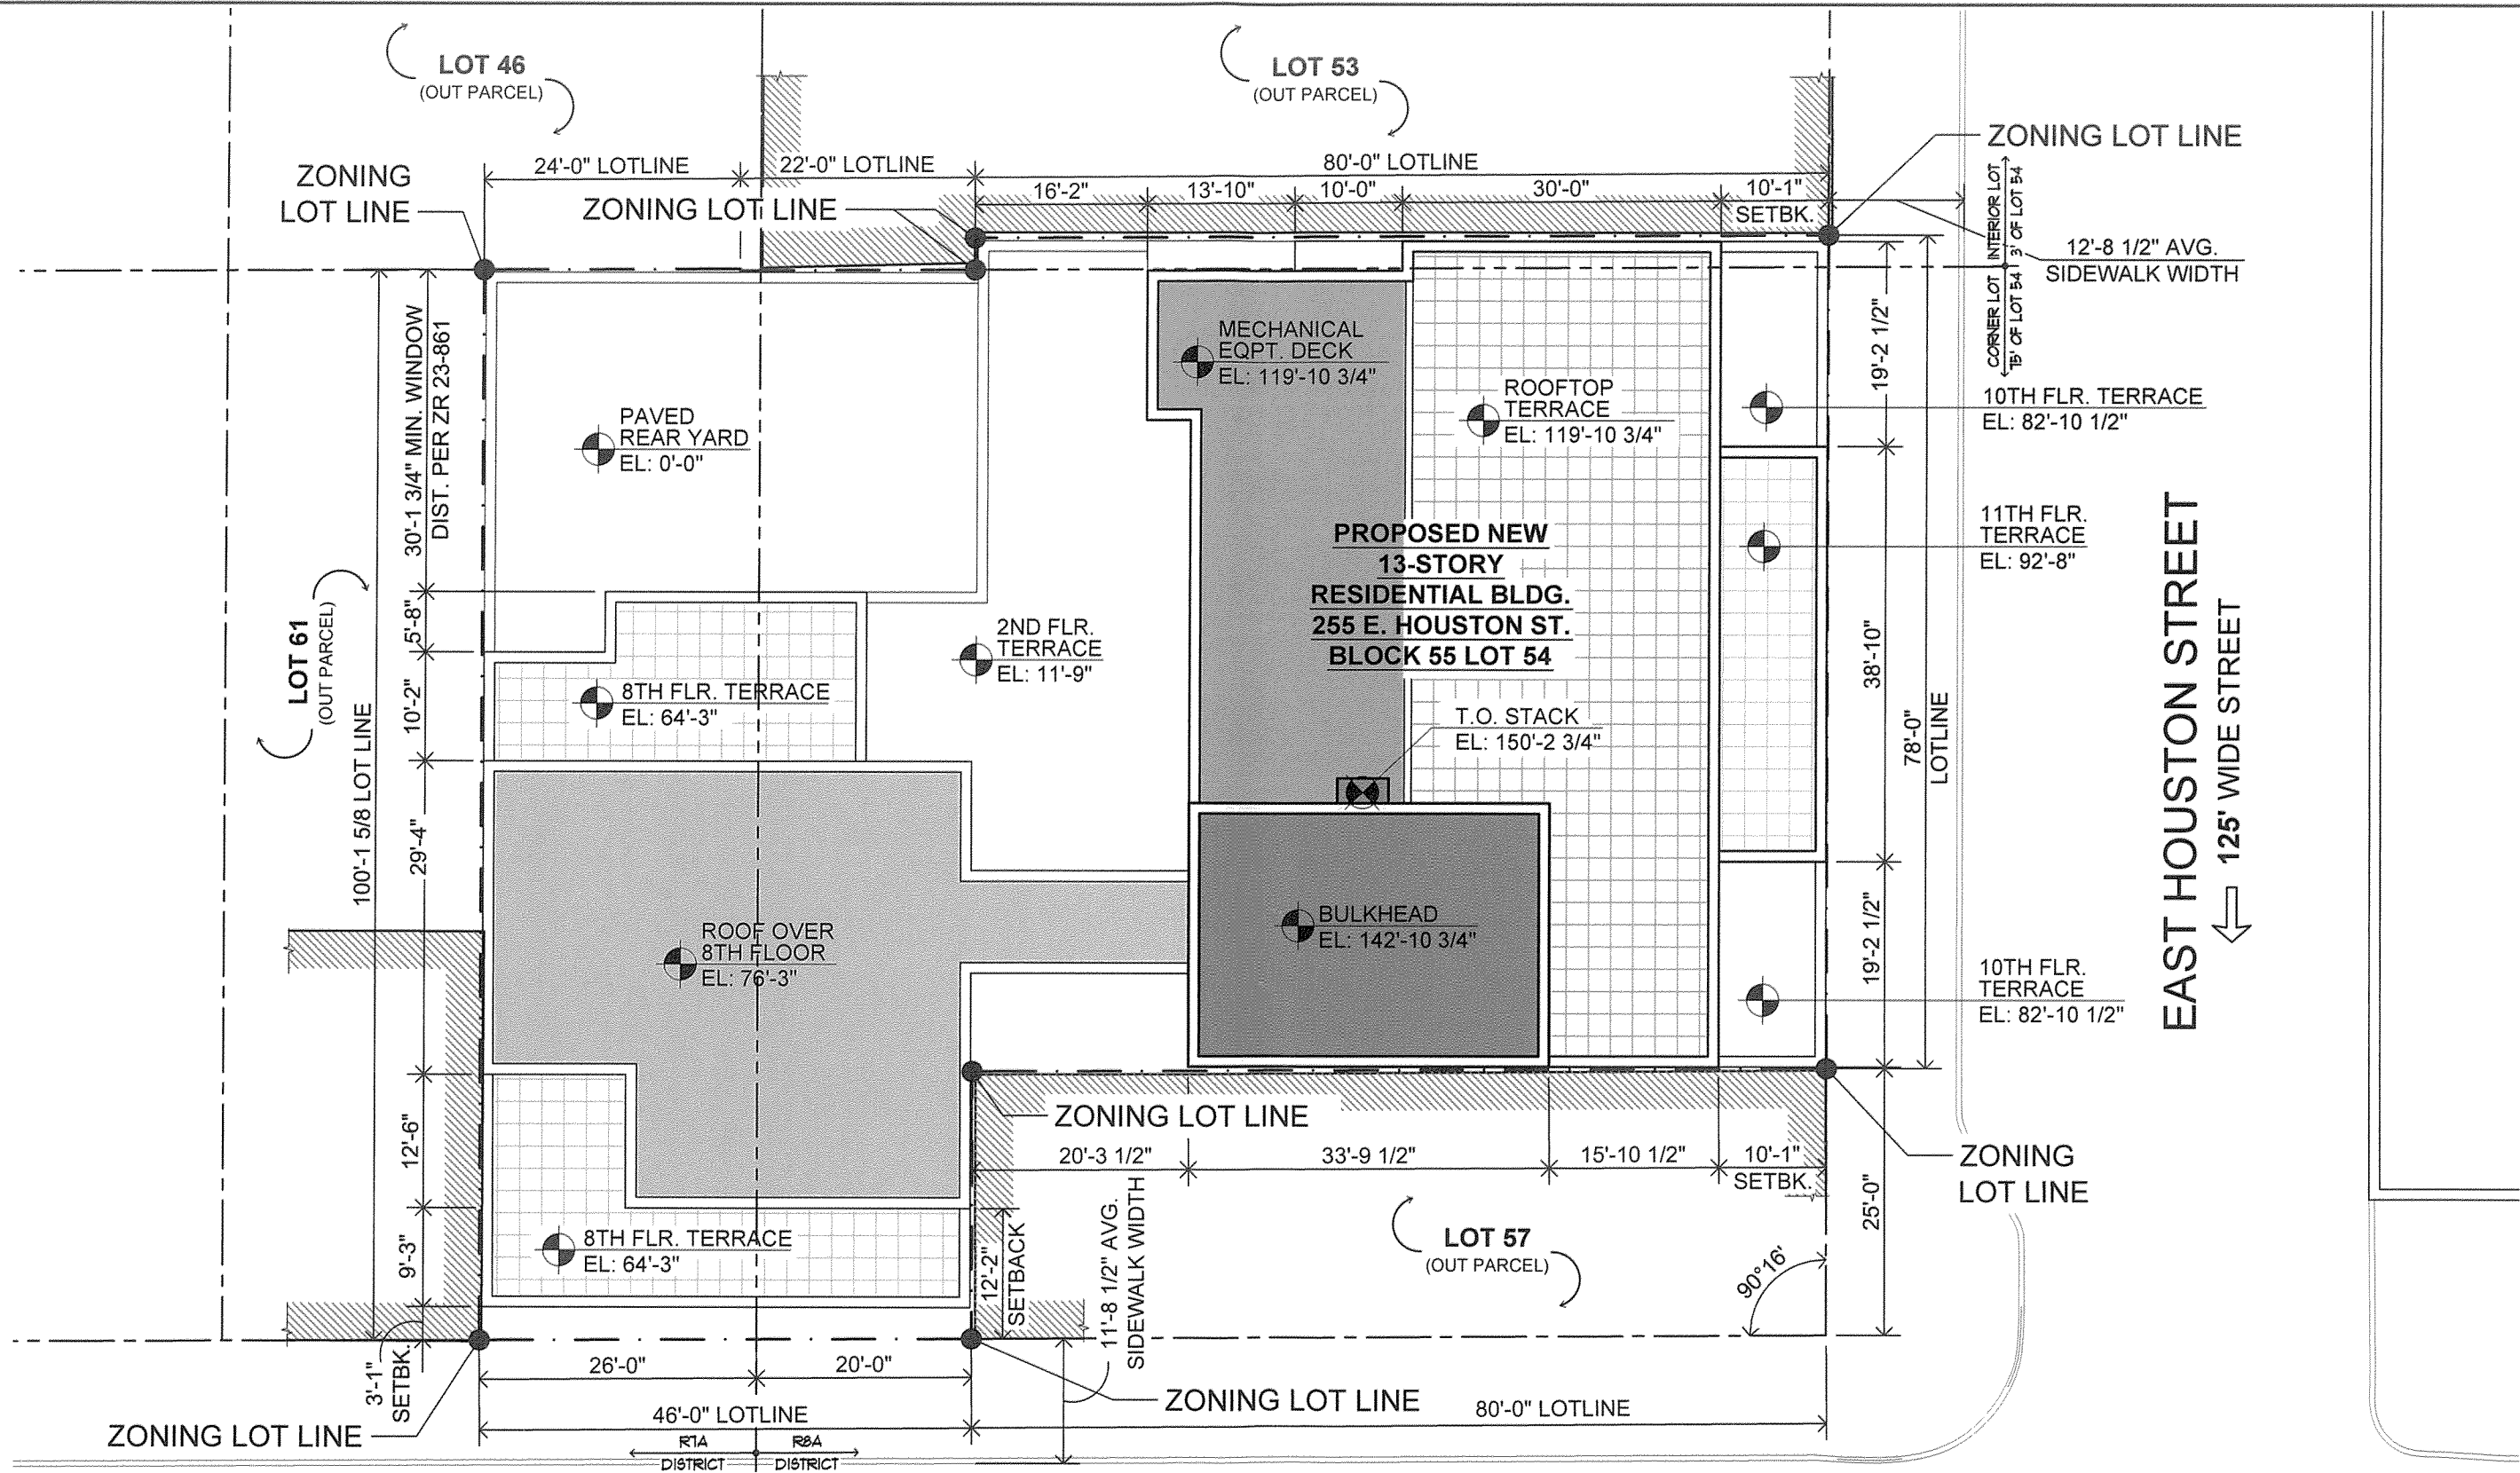 LOT 46
(OUT PARCEL)
LOT 53
(OUT PARCEL)
ZONING LOT LINE
24'-0" LOTLINE
22'-0" LOTLINE
80'-0" LOTLINE
ZONING
LOT LINE
ZONING LOT LINE
16'-2"
13'-10"
10'-0"
30'-0"
10'-1"
SETBK.
INTERIOR LOT
3' OF LOT 54
CORNER LOT
75' OF LOT 54
12'-8 1/2" AVG.
SIDEWALK WIDTH
30'-1 3/4" MIN. WINDOW
DIST. PER ZR 23-861
PAVED
REAR YARD
EL: 0'-0"
MECHANICAL
EQPT. DECK
EL: 119'-10 3/4"
ROOFTOP
TERRACE
EL: 119'-10 3/4"
19'-2 1/2"
10TH FLR. TERRACE
EL: 82'-10 1/2"
11TH FLR.
TERRACE
EL: 92'-8"
PROPOSED NEW
13-STORY
RESIDENTIAL BLDG.
255 E. HOUSTON ST.
BLOCK 55 LOT 54
LOT 61
(OUT PARCEL)
100'-1 5/8 LOT LINE
5'-8"
10'-2"
2ND FLR.
TERRACE
EL: 11'-9"
8TH FLR. TERRACE
EL: 64'-3"
T.O. STACK
EL: 150'-2 3/4"
38'-10"
78'-0"
LOTLINE
EAST HOUSTON STREET
125' WIDE STREET
29'-4"
ROOF OVER
8TH FLOOR
EL: 76'-3"
BULKHEAD
EL: 142'-10 3/4"
19'-2 1/2"
10TH FLR.
TERRACE
EL: 82'-10 1/2"
12'-6"
ZONING LOT LINE
20'-3 1/2"
33'-9 1/2"
15'-10 1/2"
10'-1"
SETBK.
ZONING
LOT LINE
25'-0"
9'-3"
8TH FLR. TERRACE
EL: 64'-3"
12'-2"
SETBACK
11'-8 1/2" AVG.
SIDEWALK WIDTH
LOT 57
(OUT PARCEL)
90°16'
3'-1"
SETBK.
26'-0"
20'-0"
ZONING LOT LINE
46'-0" LOTLINE
80'-0" LOTLINE
ZONING LOT LINE
R7A
DISTRICT
R8A
DISTRICT